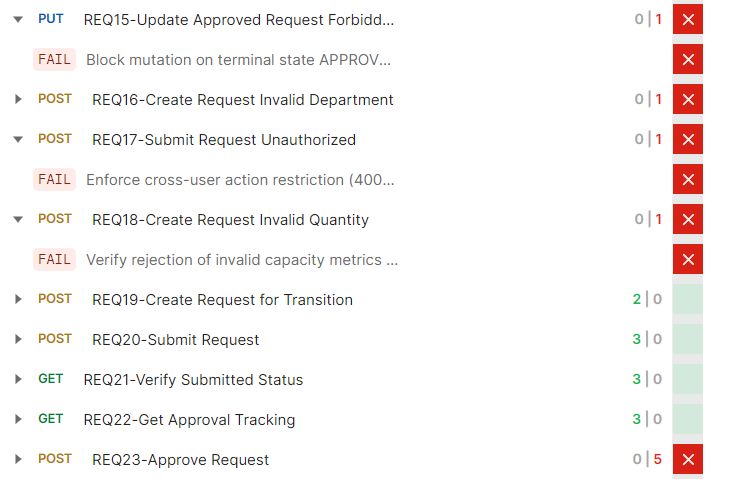 PUT REQ15-Update Approved Request Forbidd... 0|1
FAIL Block mutation on terminal state APPROV...
POST REQ16-Create Request Invalid Department 0|1
POST REQ17-Submit Request Unauthorized 0|1
FAIL Enforce cross-user action restriction (400...
POST REQ18-Create Request Invalid Quantity 0|1
FAIL Verify rejection of invalid capacity metrics ...
POST REQ19-Create Request for Transition 2|0
POST REQ20-Submit Request 3|0
GET REQ21-Verify Submitted Status 3|0
GET REQ22-Get Approval Tracking 3|0
POST REQ23-Approve Request 0|5